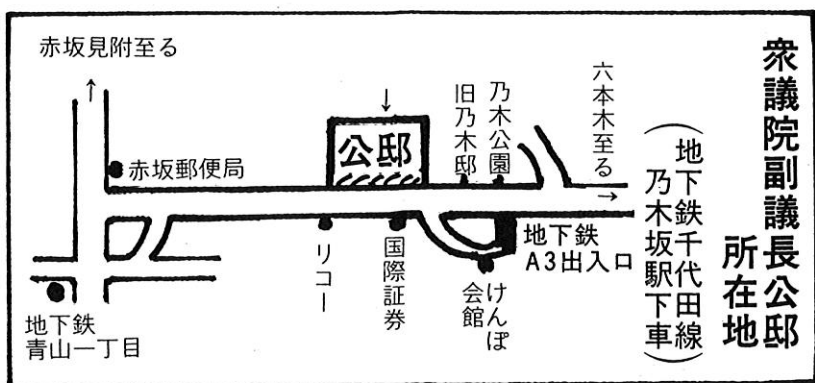 衆議院副議長公邸
所在地
(地下鉄千代田線
乃木坂駅下車)
六本木至る
→
乃木公園
旧乃木邸
↓
公邸
赤坂見附至る
↑
赤坂郵便局
地下鉄
A3出入口
けんぽ
会館
国際証券
リコー
地下鉄
青山一丁目